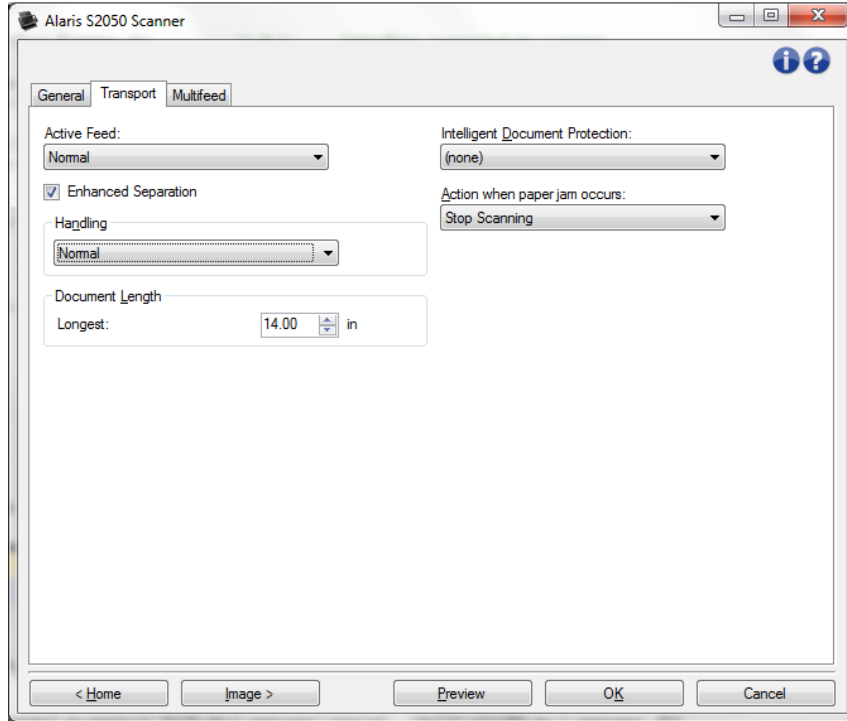 Alaris S2050 Scanner
General Transport Multifeed
Active Feed:
Normal
Enhanced Separation
Handling
Normal
Document Length
Longest: 14.00 in
Intelligent Document Protection:
(none)
Action when paper jam occurs:
Stop Scanning
< Home Image > Preview OK Cancel